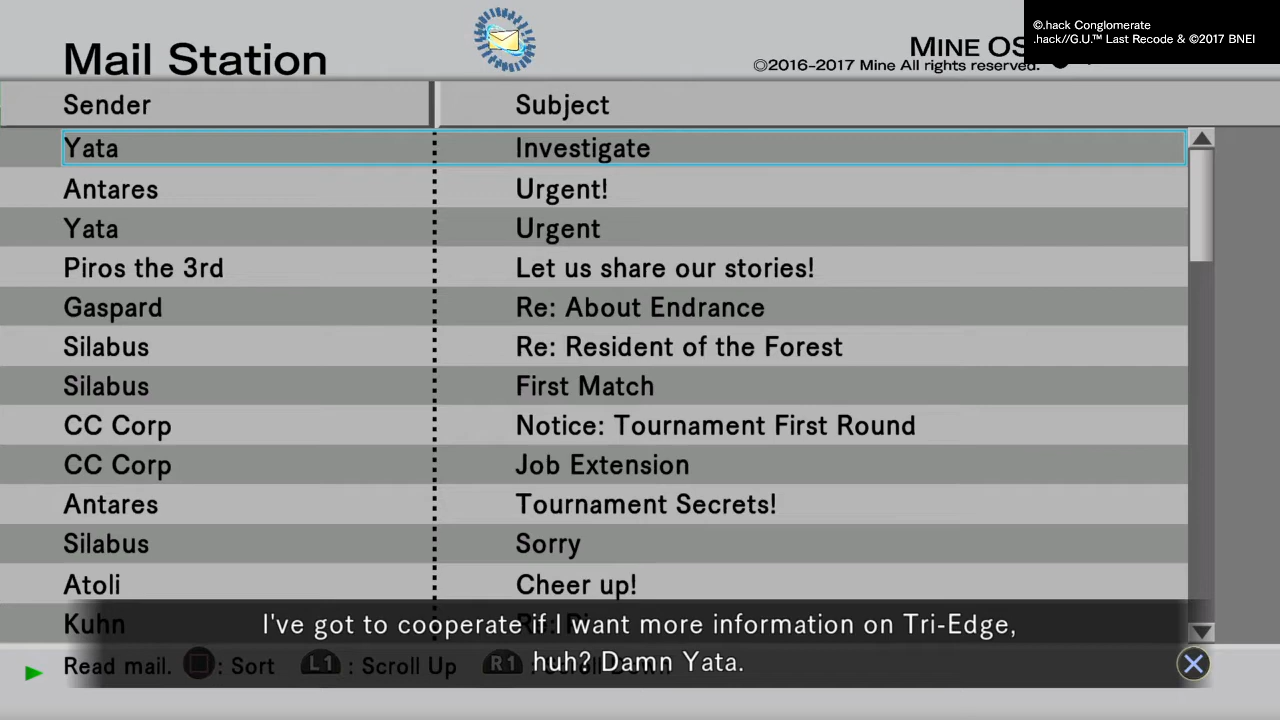 ©.hack Conglomerate
.hack//G.U.™ Last Recode & ©2017 BNEI
Mail Station
MINE OS
©2016-2017 Mine All rights reserved.
Sender Subject
Yata Investigate
Antares Urgent!
Yata Urgent
Piros the 3rd Let us share our stories!
Gaspard Re: About Endrance
Silabus Re: Resident of the Forest
Silabus First Match
CC Corp Notice: Tournament First Round
CC Corp Job Extension
Antares Tournament Secrets!
Silabus Sorry
Atoli Cheer up!
Kuhn
I've got to cooperate if I want more information on Tri-Edge,
huh? Damn Yata.
Read mail. : Sort L1 : Scroll Up R1